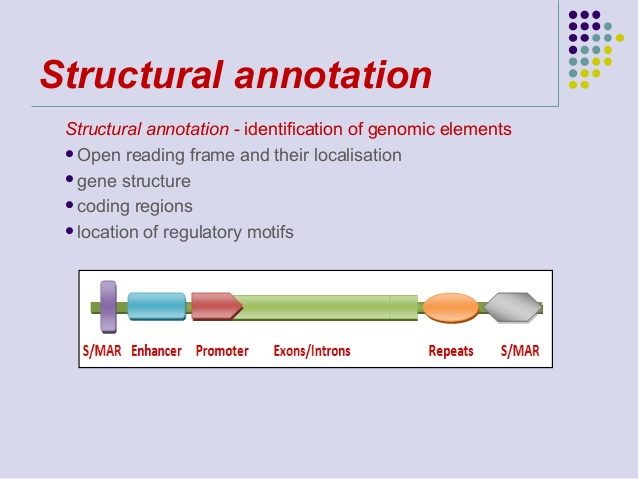 Structural annotation
Structural annotation - identification of genomic elements
Open reading frame and their localisation
gene structure
coding regions
location of regulatory motifs
S/MAR Enhancer Promoter Exons/Introns Repeats S/MAR